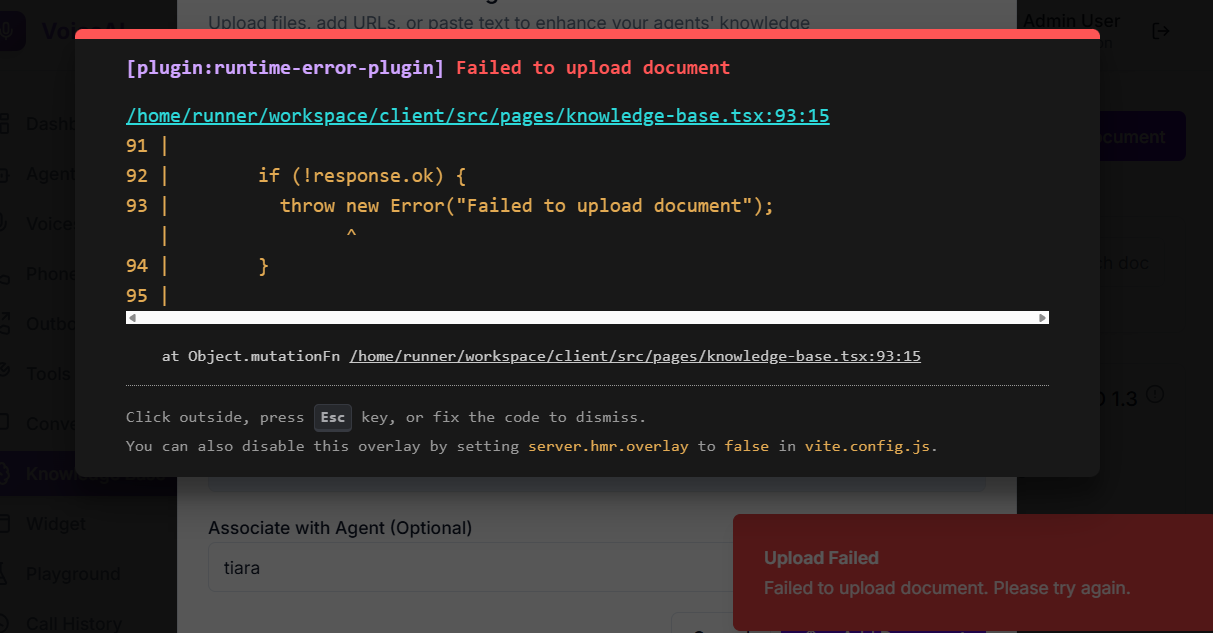 Upload files, add URLs, or paste text to enhance your agents' knowledge
Admin User
[plugin:runtime-error-plugin] Failed to upload document
/home/runner/workspace/client/src/pages/knowledge-base.tsx:93:15
91 |
92 |        if (!response.ok) {
93 |          throw new Error("Failed to upload document");
|                ^
94 |        }
95 |
at Object.mutationFn /home/runner/workspace/client/src/pages/knowledge-base.tsx:93:15
Click outside, press Esc key, or fix the code to dismiss.
You can also disable this overlay by setting server.hmr.overlay to false in vite.config.js.
Agent
Voice
Phone
Outbo
Tools
Conve
1.3
Associate with Agent (Optional)
tiara
Widget
Playground
Call History
Upload Failed
Failed to upload document. Please try again.